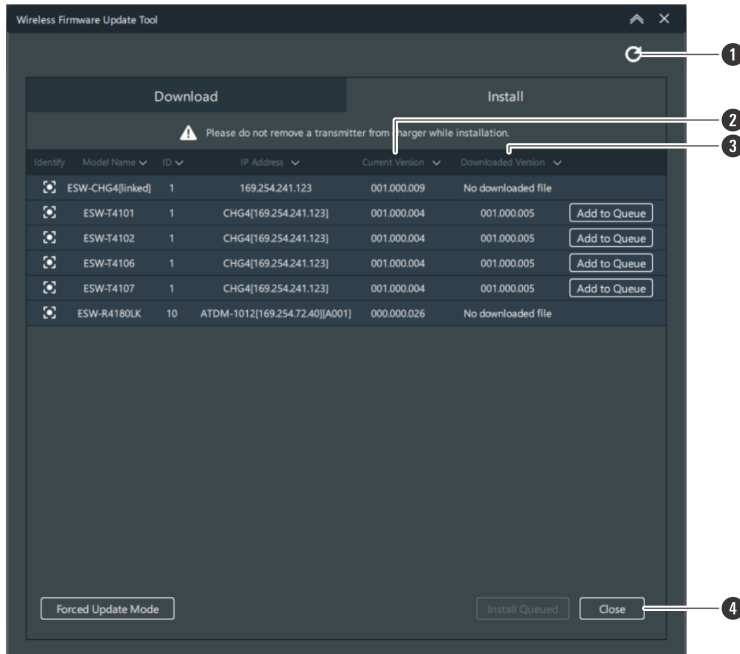 Wireless Firmware Update Tool
1
Download Install
2
Please do not remove a transmitter from charger while installation.
3
Identify Model Name ID IP Address Current Version Downloaded Version
ESW-CHG4[linked] 1 169.254.241.123 001.000.009 No downloaded file
ESW-T4101 1 CHG4[169.254.241.123] 001.000.004 001.000.005 Add to Queue
ESW-T4102 1 CHG4[169.254.241.123] 001.000.004 001.000.005 Add to Queue
ESW-T4106 1 CHG4[169.254.241.123] 001.000.004 001.000.005 Add to Queue
ESW-T4107 1 CHG4[169.254.241.123] 001.000.004 001.000.005 Add to Queue
ESW-R4180LK 10 ATDM-1012[169.254.72.40][A001] 000.000.026 No downloaded file
Forced Update Mode Install Queued Close
4